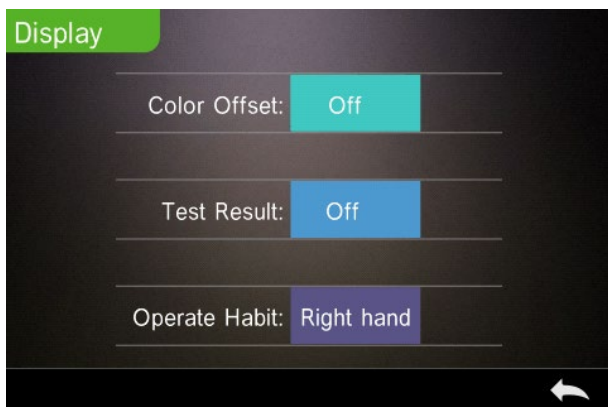 Display
Color Offset: Off
Test Result: Off
Operate Habit: Right hand